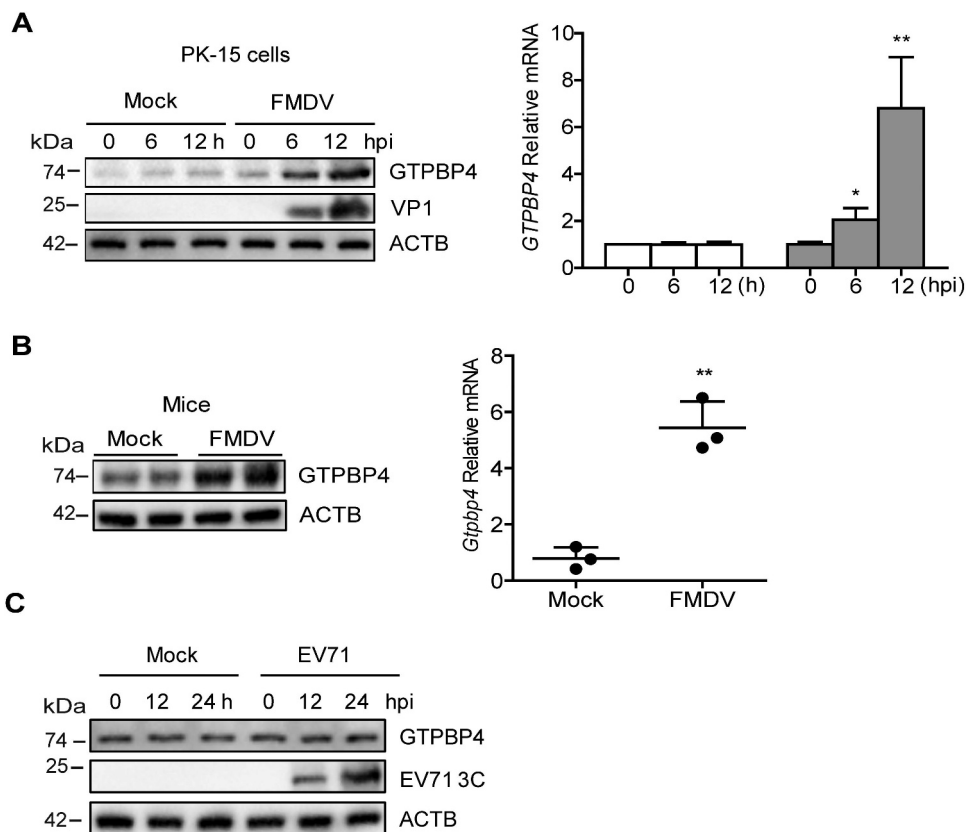 A
PK-15 cells
Mock FMDV
kDa 0 6 12 h 0 6 12 hpi
74 GTPBP4
25 VP1
42 ACTB
GTPBP4 Relative mRNA
10
8
6
4
2
0
* **
0 6 12 (h) 0 6 12 (hpi)
B
Mice
kDa Mock FMDV
74 GTPBP4
42 ACTB
Gtpbp4 Relative mRNA
8
6
4
2
0
**
Mock FMDV
C
Mock EV71
kDa 0 12 24 h 0 12 24 hpi
74 GTPBP4
25 EV71 3C
42 ACTB